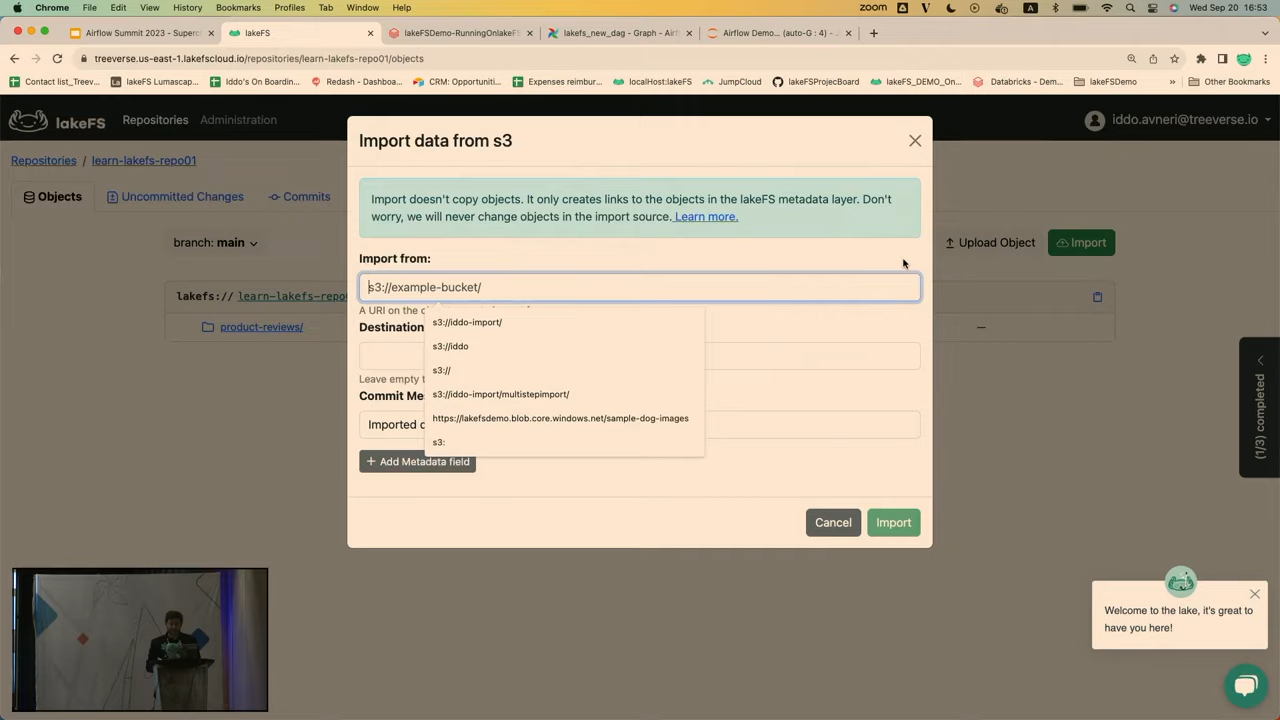 Chrome File Edit View History Bookmarks Profiles Tab Window Help zoom A Wed Sep 20 16:53
Airflow Summit 2023 - Superch
lakeFS
lakeFSDemo-RunningOnlakeFS
lakefs_new_dag - Graph - Airfl
Airflow Demo... (auto-G : 4) - J
treeverse.us-east-1.lakefscloud.io/repositories/learn-lakefs-repo01/objects
Contact list_Treev... lakeFS Lumascap... Iddo's On Boardin... Redash - Dashboa... CRM: Opportuniti... Expenses reimbur... localHost:lakeFS JumpCloud lakeFSProjecBoard lakeFS_DEMO_On... Databricks - Dem... lakeFSDemo » Other Bookmarks
lakeFS Repositories Administration iddo.avneri@treeverse.io
Repositories / learn-lakefs-repo01
Objects Uncommitted Changes Commits
branch: main
Upload Object Import
lakefs:// learn-lakefs-repo
product-reviews/ —
Import data from s3
Import doesn't copy objects. It only creates links to the objects in the lakeFS metadata layer. Don't
worry, we will never change objects in the import source. Learn more.
Import from:
s3://example-bucket/
A URI on the o
s3://iddo-import/
Destination
s3://iddo
s3://
Leave empty t
s3://iddo-import/multistepimport/
Commit Me
https://lakefsdemo.blob.core.windows.net/sample-dog-images
Imported d
s3:
+ Add Metadata field
Cancel Import
(1/3) completed
Welcome to the lake, it's great to
have you here!